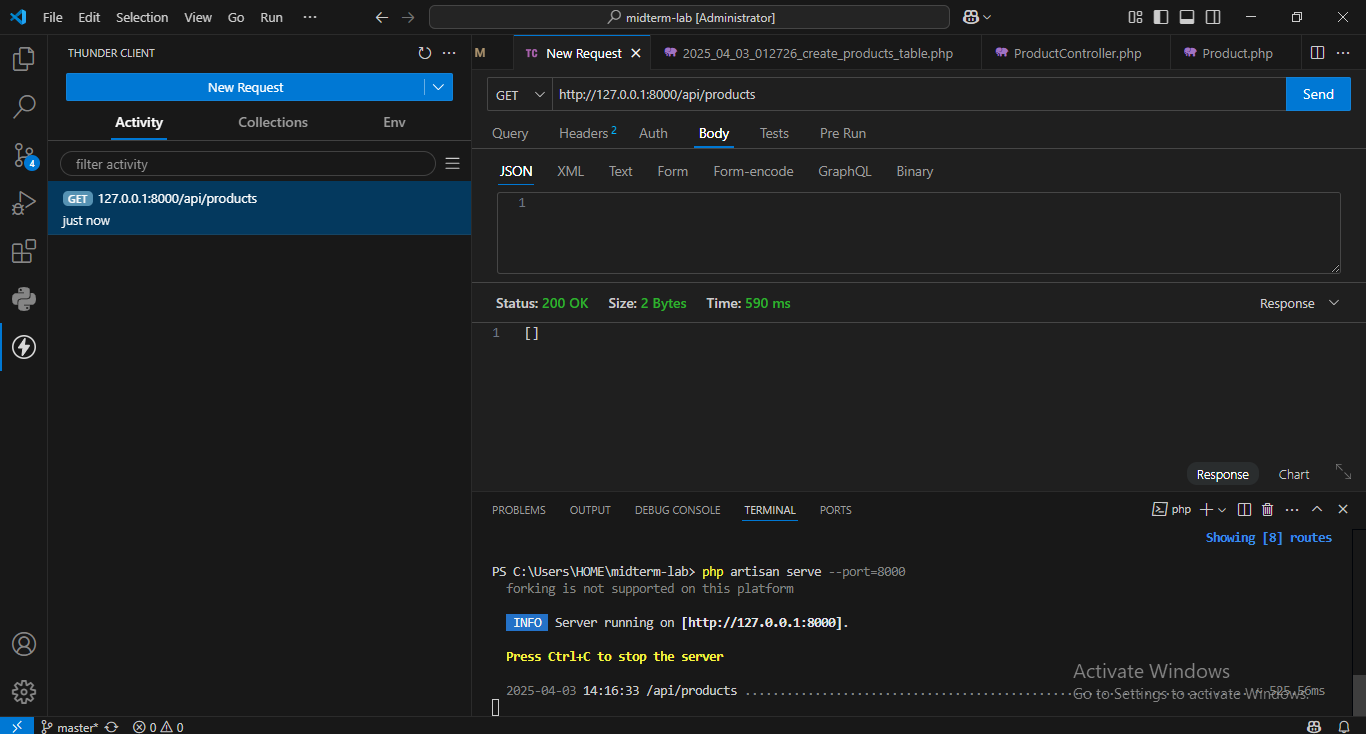 File Edit Selection View Go Run ··· midterm-lab [Administrator]
THUNDER CLIENT
New Request
Activity Collections Env
filter activity
GET 127.0.0.1:8000/api/products
just now
4
M
TC New Request
2025_04_03_012726_create_products_table.php
ProductController.php
Product.php
GET http://127.0.0.1:8000/api/products Send
Query Headers 2 Auth Body Tests Pre Run
JSON XML Text Form Form-encode GraphQL Binary
1
Status: 200 OK Size: 2 Bytes Time: 590 ms Response
1 []
Response Chart
PROBLEMS OUTPUT DEBUG CONSOLE TERMINAL PORTS php
Showing [8] routes
PS C:\Users\HOME\midterm-lab> php artisan serve --port=8000
forking is not supported on this platform
INFO Server running on [http://127.0.0.1:8000].
Press Ctrl+C to stop the server
2025-04-03 14:16:33 /api/products ........................................ ~ 585.56ms
Activate Windows
Go to Settings to activate Windows.
master* 0 0